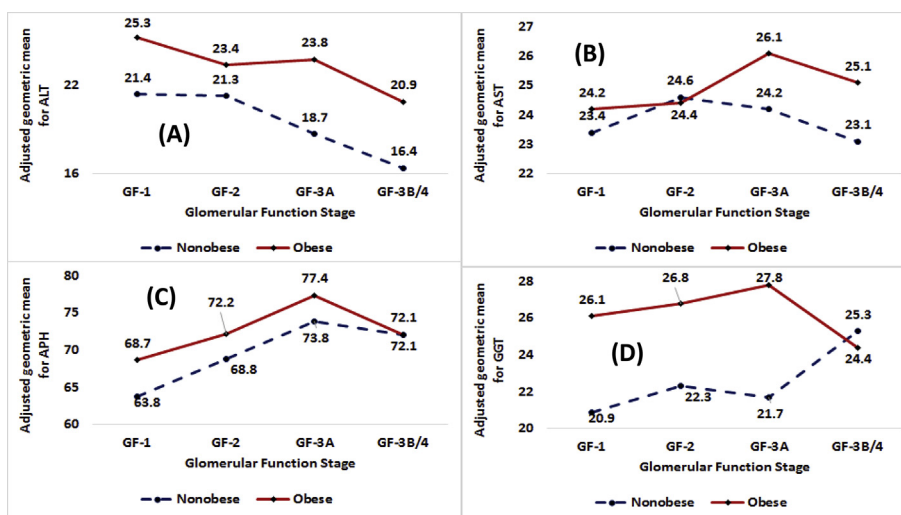 Adjusted geometric mean
for ALT
22
16
25.3
23.4
23.8
20.9
21.4
21.3
18.7
16.4
(A)
GF-1 GF-2 GF-3A GF-3B/4
Glomerular Function Stage
Nonobese Obese
Adjusted geometric mean
for AST
27
26
25
24
23
22
(B)
26.1
25.1
24.2
24.6
24.2
23.4
24.4
23.1
GF-1 GF-2 GF-3A GF-3B/4
Glomerular Function Stage
Nonobese Obese
Adjusted geometric mean
for APH
80
75
70
65
60
(C)
77.4
72.2
72.1
68.7
73.8
72.1
68.8
63.8
GF-1 GF-2 GF-3A GF-3B/4
Glomerular Function Stage
Nonobese Obese
Adjusted geometric mean
for GGT
28
26
24
22
20
26.1
26.8
27.8
25.3
(D)
24.4
22.3
21.7
20.9
GF-1 GF-2 GF-3A GF-3B/4
Glomerular Function Stage
Nonobese Obese